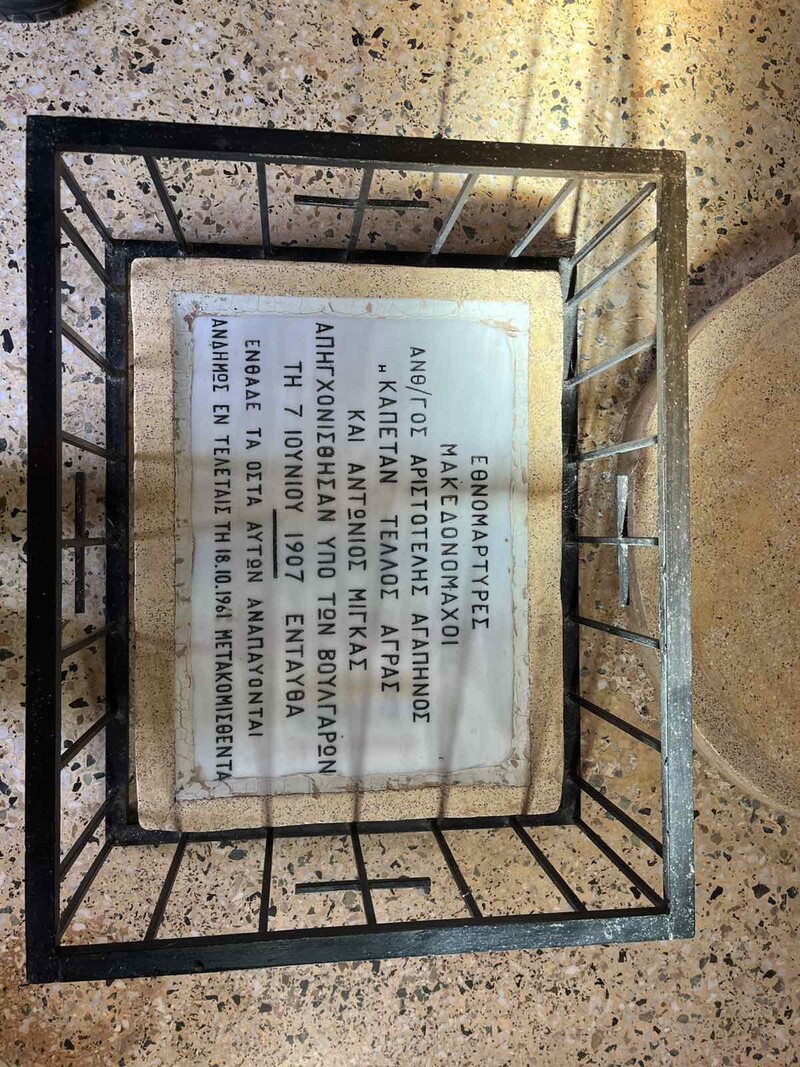 ΕΘΝΟΜΑΡΤΥΡΕΣ
ΜΑΚΕΔΟΝΟΜΑΧΟΙ
ΑΝΘ/ΓΟΣ ΑΡΙΣΤΟΤΕΛΗΣ ΑΓΑΠΗΝΟΣ
"Η ΚΑΠΕΤΑΝ ΤΕΛΛΟΣ ΑΓΡΑΣ
ΚΑΙ ΑΝΤΩΝΙΟΣ ΜΙΓΚΑΣ
ΑΠΗΓΧΟΝΙΣΘΗΣΑΝ ΥΠΟ ΤΩΝ ΒΟΥΛΓΑΡΩΝ
ΤΗ 7 ΙΟΥΝΙΟΥ 1907 ΕΝΤΑΥΘΑ
ΕΝΘΑΔΕ ΤΑ ΟΣΤΑ ΑΥΤΩΝ ΑΝΑΠΑΥΟΝΤΑΙ
ΑΝΔΗΜΩΣ ΕΝ ΤΕΛΕΤΑΙΣ ΤΗ 18.10.1961 ΜΕΤΑΚΟΜΙΣΘΕΝΤΑ